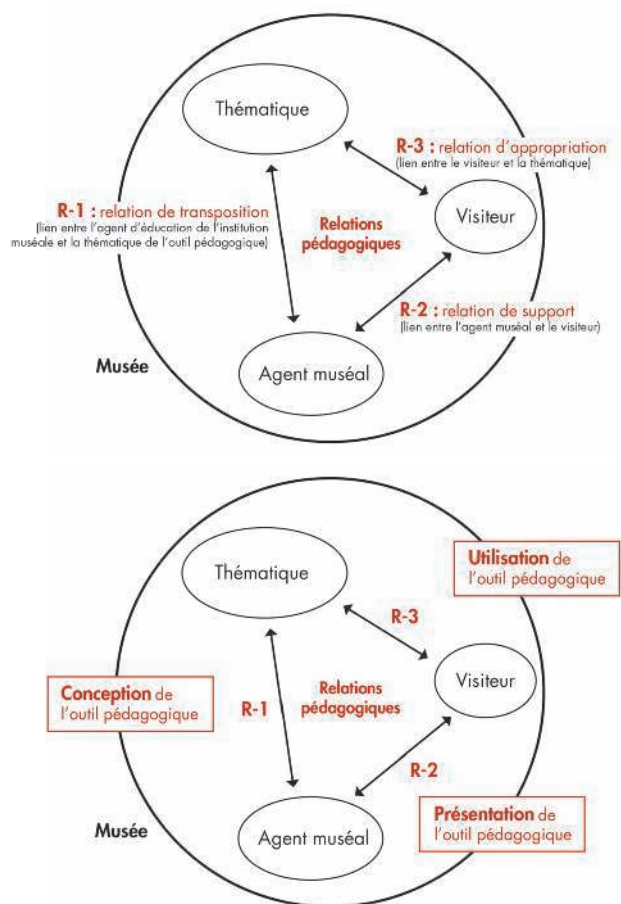 Thématique
R-3 : relation d'appropriation
(lien entre le visiteur et la thématique)
R-1 : relation de transposition
(lien entre l'agent d'éducation de l'institution
muséale et la thématique de l'outil pédagogique)
Relations
pédagogiques
Visiteur
R-2 : relation de support
(lien entre l'agent muséal et le visiteur)
Musée
Agent muséal
Utilisation de
l'outil pédagogique
Thématique
R-3
Conception de
l'outil pédagogique
R-1
Relations
pédagogiques
Visiteur
R-2
Présentation de
l'outil pédagogique
Musée
Agent muséal